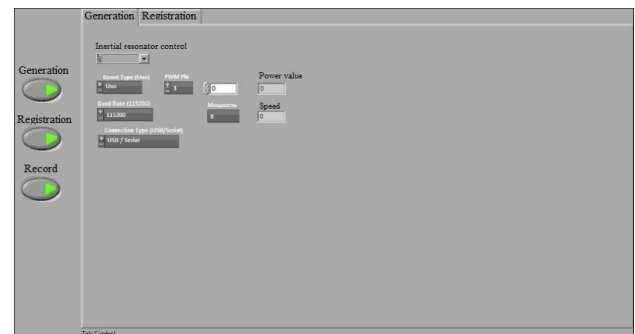 Generation Registration
Inertial resonator control
Generation
Board Type (Uno) PWM Pin Power value
Uno 3 0 0
Baud Rate (115200) Мощность Speed
Registration 115200 0 0
Connection Type (USB/Serial)
USB / Serial
Record
Tab Control